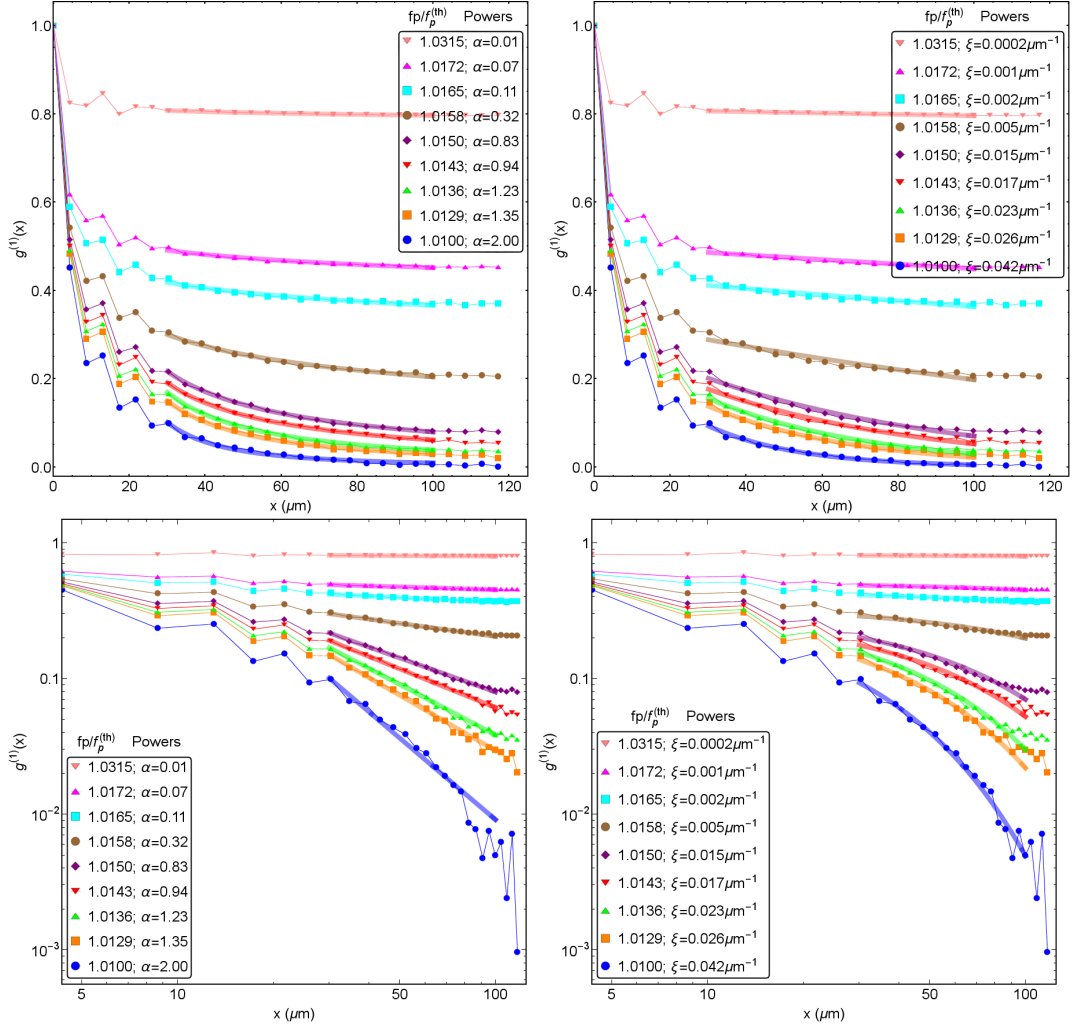 fp/f_p^(th) Powers
1.0315; α=0.01
1.0172; α=0.07
1.0165; α=0.11
1.0158; α=0.32
1.0150; α=0.83
1.0143; α=0.94
1.0136; α=1.23
1.0129; α=1.35
1.0100; α=2.00
1.0
0.8
0.6
0.4
0.2
0.0
g^(1)(x)
0 20 40 60 80 100 120
x (μm)
fp/f_p^(th) Powers
1.0315; ξ=0.0002μm⁻¹
1.0172; ξ=0.001μm⁻¹
1.0165; ξ=0.002μm⁻¹
1.0158; ξ=0.005μm⁻¹
1.0150; ξ=0.015μm⁻¹
1.0143; ξ=0.017μm⁻¹
1.0136; ξ=0.023μm⁻¹
1.0129; ξ=0.026μm⁻¹
1.0100; ξ=0.042μm⁻¹
1.0
0.8
0.6
0.4
0.2
0.0
g^(1)(x)
0 20 40 60 80 100 120
x (μm)
1
0.1
10⁻²
10⁻³
g^(1)(x)
fp/f_p^(th) Powers
1.0315; α=0.01
1.0172; α=0.07
1.0165; α=0.11
1.0158; α=0.32
1.0150; α=0.83
1.0143; α=0.94
1.0136; α=1.23
1.0129; α=1.35
1.0100; α=2.00
5 10 50 100
x (μm)
1
0.1
10⁻²
10⁻³
g^(1)(x)
fp/f_p^(th) Powers
1.0315; ξ=0.0002μm⁻¹
1.0172; ξ=0.001μm⁻¹
1.0165; ξ=0.002μm⁻¹
1.0158; ξ=0.005μm⁻¹
1.0150; ξ=0.015μm⁻¹
1.0143; ξ=0.017μm⁻¹
1.0136; ξ=0.023μm⁻¹
1.0129; ξ=0.026μm⁻¹
1.0100; ξ=0.042μm⁻¹
5 10 50 100
x (μm)